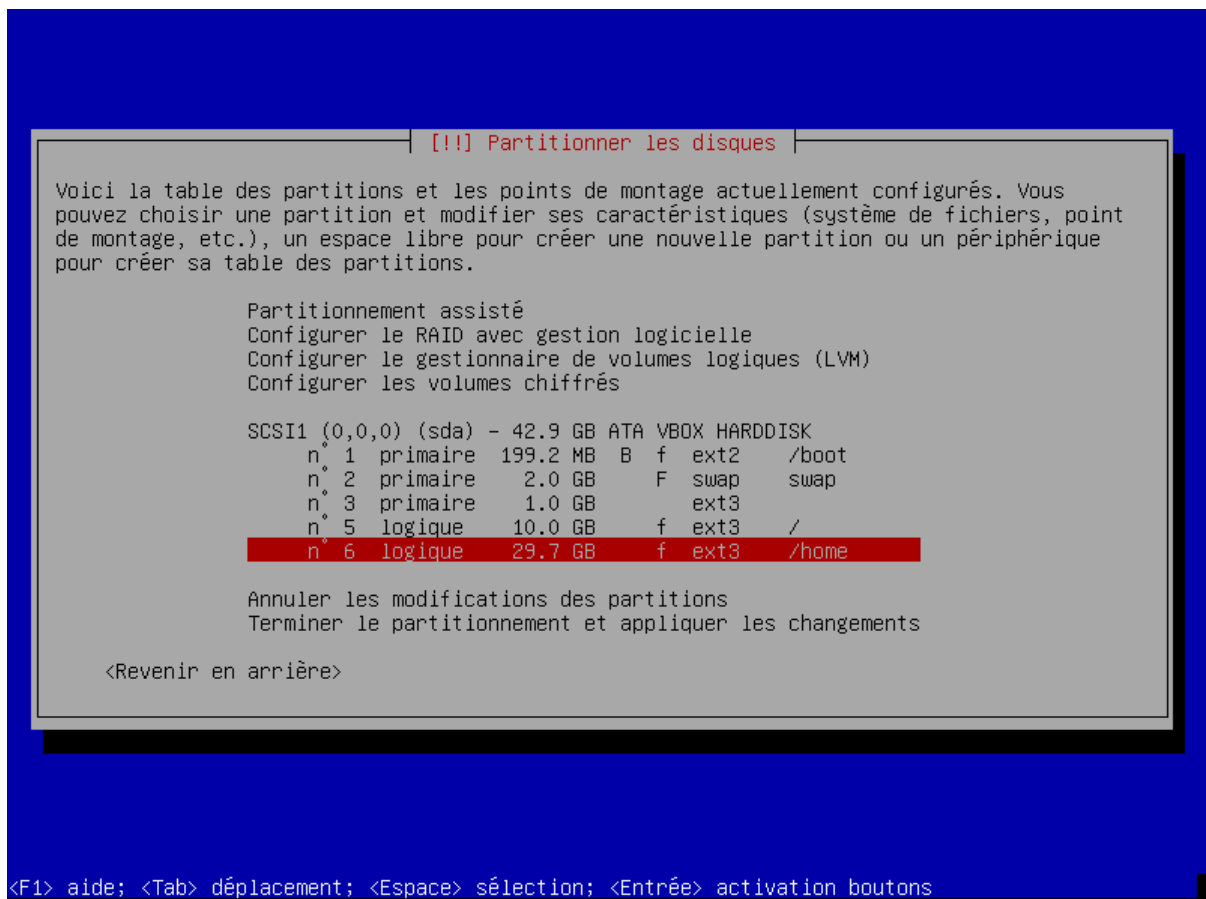 [!!] Partitionner les disques
Voici la table des partitions et les points de montage actuellement configurés. Vous
pouvez choisir une partition et modifier ses caractéristiques (système de fichiers, point
de montage, etc.), un espace libre pour créer une nouvelle partition ou un périphérique
pour créer sa table des partitions.
Partitionnement assisté
Configurer le RAID avec gestion logicielle
Configurer le gestionnaire de volumes logiques (LVM)
Configurer les volumes chiffrés
SCSI1 (0,0,0) (sda) - 42.9 GB ATA VBOX HARDDISK
n° 1 primaire 199.2 MB B f ext2 /boot
n° 2 primaire 2.0 GB F swap swap
n° 3 primaire 1.0 GB ext3
n° 5 logique 10.0 GB f ext3 /
n° 6 logique 29.7 GB f ext3 /home
Annuler les modifications des partitions
Terminer le partitionnement et appliquer les changements
<Revenir en arrière>
<F1> aide; <Tab> déplacement; <Espace> sélection; <Entrée> activation boutons